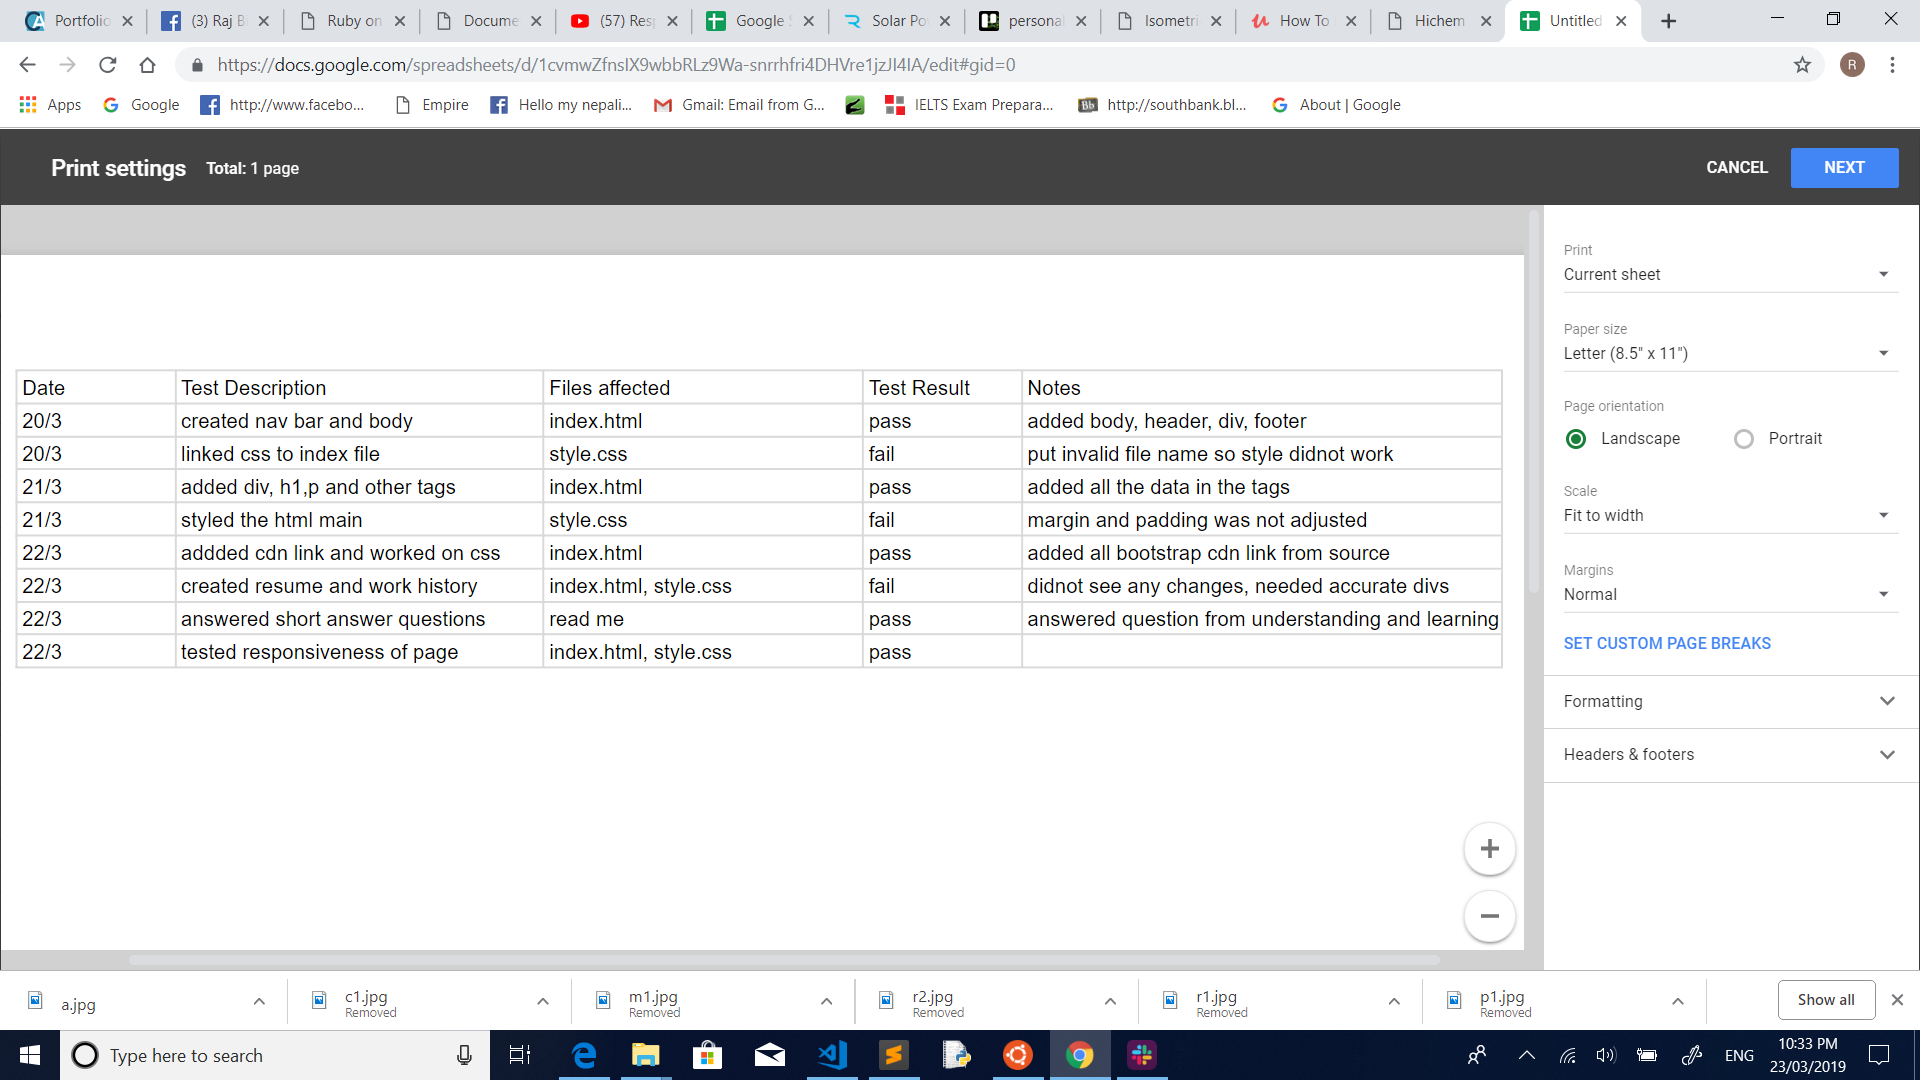 Portfolio (3) Raj B Ruby on Docume (57) Res Google S Solar Po personal Isometri How To Hichem Untitled
https://docs.google.com/spreadsheets/d/1cvmwZfnsIX9wbbRLz9Wa-snrrhfri4DHVre1jzJI4IA/edit#gid=0 R
Apps Google http://www.facebo... Empire Hello my nepali... Gmail: Email from G... IELTS Exam Prepara... Bb http://southbank.bl... About | Google
Print settings Total: 1 page CANCEL NEXT
Print
Current sheet
Paper size
Letter (8.5" x 11")
Page orientation
Landscape Portrait
Scale
Fit to width
Margins
Normal
SET CUSTOM PAGE BREAKS
Formatting
Headers & footers
Date Test Description Files affected Test Result Notes
20/3 created nav bar and body index.html pass added body, header, div, footer
20/3 linked css to index file style.css fail put invalid file name so style didnot work
21/3 added div, h1,p and other tags index.html pass added all the data in the tags
21/3 styled the html main style.css fail margin and padding was not adjusted
22/3 addded cdn link and worked on css index.html pass added all bootstrap cdn link from source
22/3 created resume and work history index.html, style.css fail didnot see any changes, needed accurate divs
22/3 answered short answer questions read me pass answered question from understanding and learning
22/3 tested responsiveness of page index.html, style.css pass
a.jpg
c1.jpg
Removed
m1.jpg
Removed
r2.jpg
Removed
r1.jpg
Removed
p1.jpg
Removed
Show all
Type here to search
ENG
10:33 PM
23/03/2019